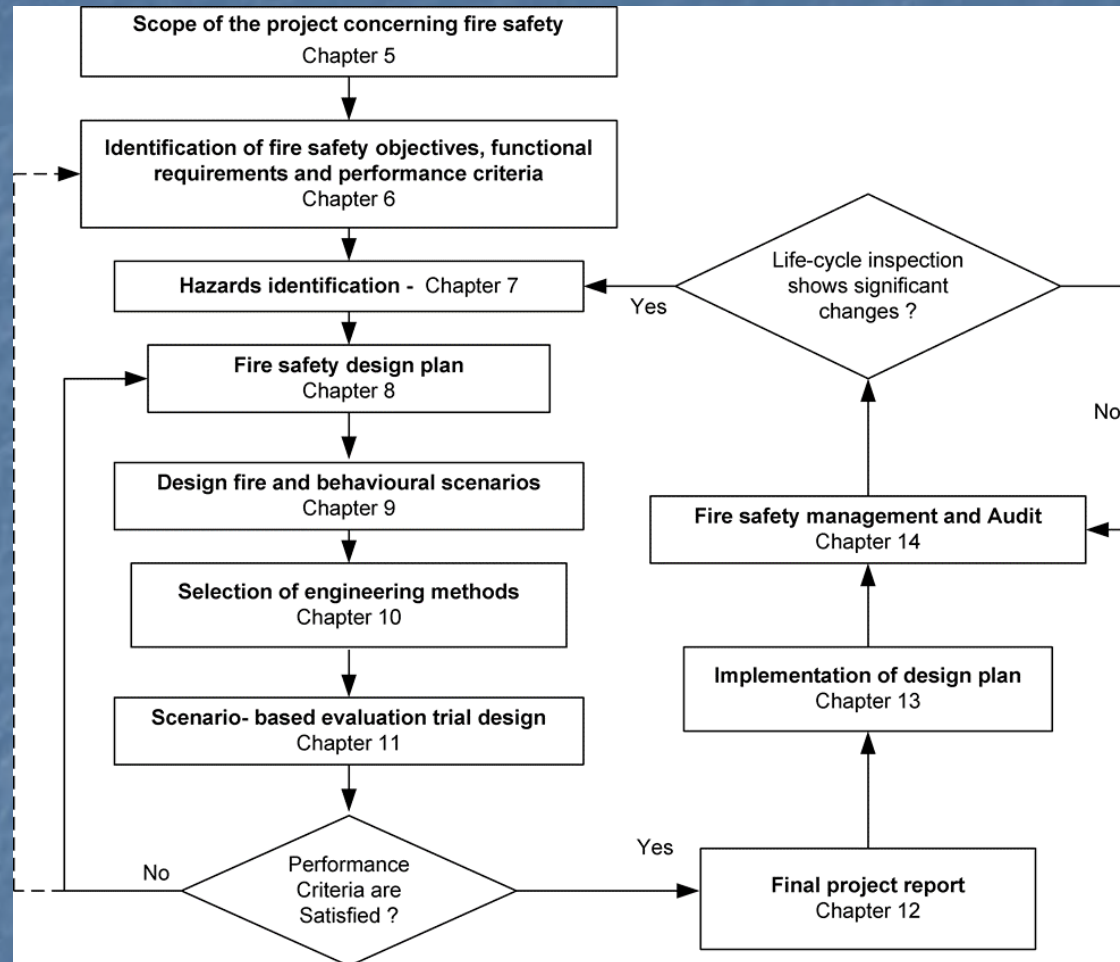 Scope of the project concerning fire safety
Chapter 5
Identification of fire safety objectives, functional
requirements and performance criteria
Chapter 6
Hazards identification - Chapter 7
Fire safety design plan
Chapter 8
Design fire and behavioural scenarios
Chapter 9
Selection of engineering methods
Chapter 10
Scenario- based evaluation trial design
Chapter 11
No
Performance
Criteria are
Satisfied ?
Yes
Final project report
Chapter 12
Implementation of design plan
Chapter 13
Fire safety management and Audit
Chapter 14
Life-cycle inspection
shows significant
changes ?
Yes
No